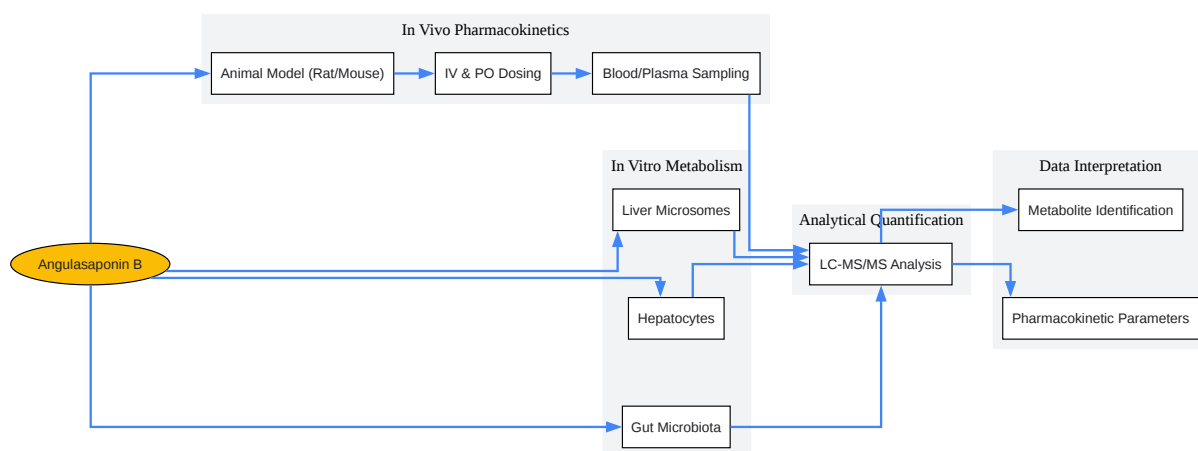 In Vivo Pharmacokinetics
Animal Model (Rat/Mouse)
IV & PO Dosing
Blood/Plasma Sampling
In Vitro Metabolism
Liver Microsomes
Hepatocytes
Gut Microbiota
Angulasaponin B
Analytical Quantification
LC-MS/MS Analysis
Data Interpretation
Metabolite Identification
Pharmacokinetic Parameters